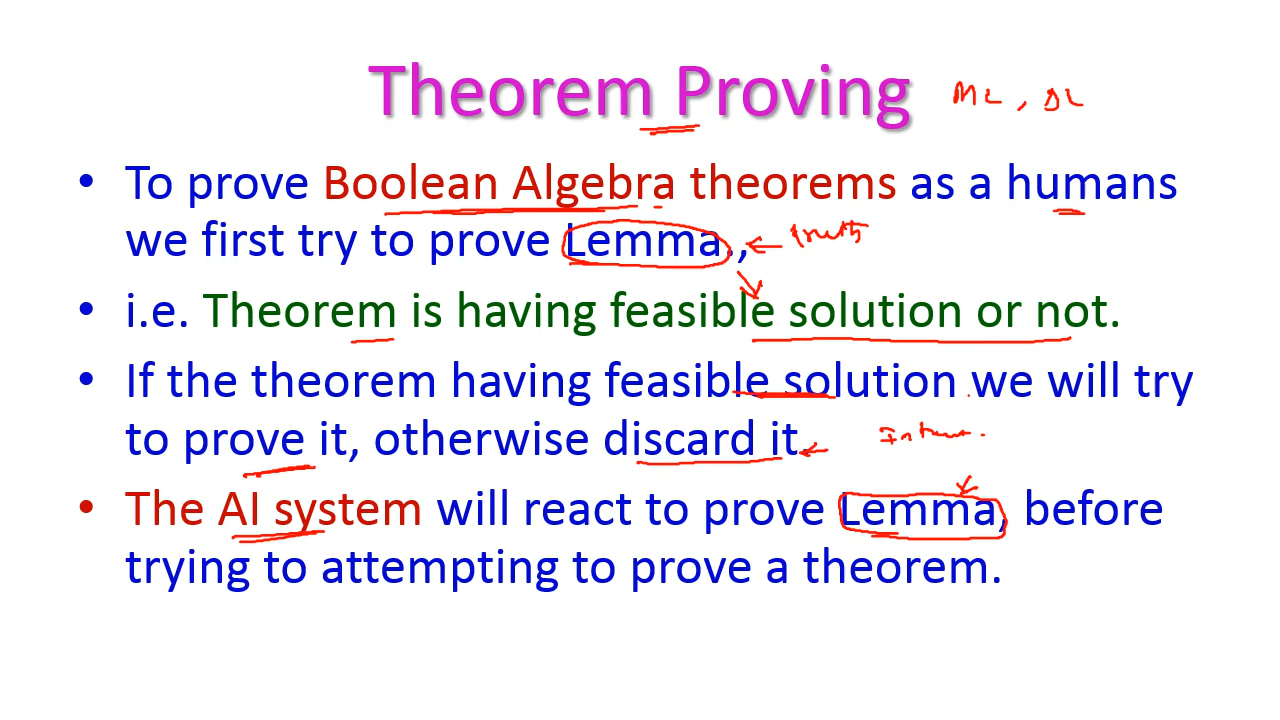 Theorem Proving ML, DL
• To prove Boolean Algebra theorems as a humans
we first try to prove Lemma., truth
• i.e. Theorem is having feasible solution or not.
• If the theorem having feasible solution we will try
to prove it, otherwise discard it.
• The AI system will react to prove Lemma, before
trying to attempting to prove a theorem.